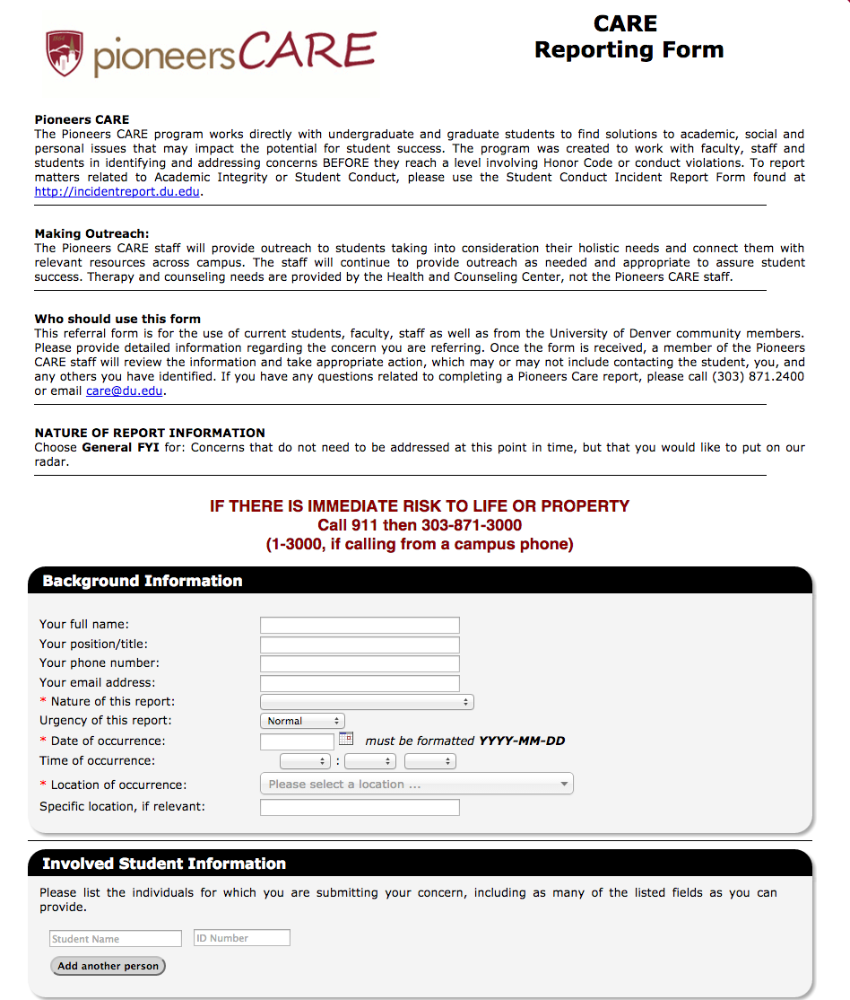 pioneersCARE
CARE
Reporting Form
Pioneers CARE
The Pioneers CARE program works directly with undergraduate and graduate students to find solutions to academic, social and
personal issues that may impact the potential for student success. The program was created to work with faculty, staff and
students in identifying and addressing concerns BEFORE they reach a level involving Honor Code or conduct violations. To report
matters related to Academic Integrity or Student Conduct, please use the Student Conduct Incident Report Form found at
http://incidentreport.du.edu.
Making Outreach:
The Pioneers CARE staff will provide outreach to students taking into consideration their holistic needs and connect them with
relevant resources across campus. The staff will continue to provide outreach as needed and appropriate to assure student
success. Therapy and counseling needs are provided by the Health and Counseling Center, not the Pioneers CARE staff.
Who should use this form
This referral form is for the use of current students, faculty, staff as well as from the University of Denver community members.
Please provide detailed information regarding the concern you are referring. Once the form is received, a member of the Pioneers
CARE staff will review the information and take appropriate action, which may or may not include contacting the student, you, and
any others you have identified. If you have any questions related to completing a Pioneers Care report, please call (303) 871.2400
or email care@du.edu.
NATURE OF REPORT INFORMATION
Choose General FYI for: Concerns that do not need to be addressed at this point in time, but that you would like to put on our
radar.
IF THERE IS IMMEDIATE RISK TO LIFE OR PROPERTY
Call 911 then 303-871-3000
(1-3000, if calling from a campus phone)
Background Information
Your full name:
Your position/title:
Your phone number:
Your email address:
* Nature of this report:
Urgency of this report: Normal
* Date of occurrence: must be formatted YYYY-MM-DD
Time of occurrence: :
* Location of occurrence: Please select a location ...
Specific location, if relevant:
Involved Student Information
Please list the individuals for which you are submitting your concern, including as many of the listed fields as you can
provide.
Student Name ID Number
Add another person